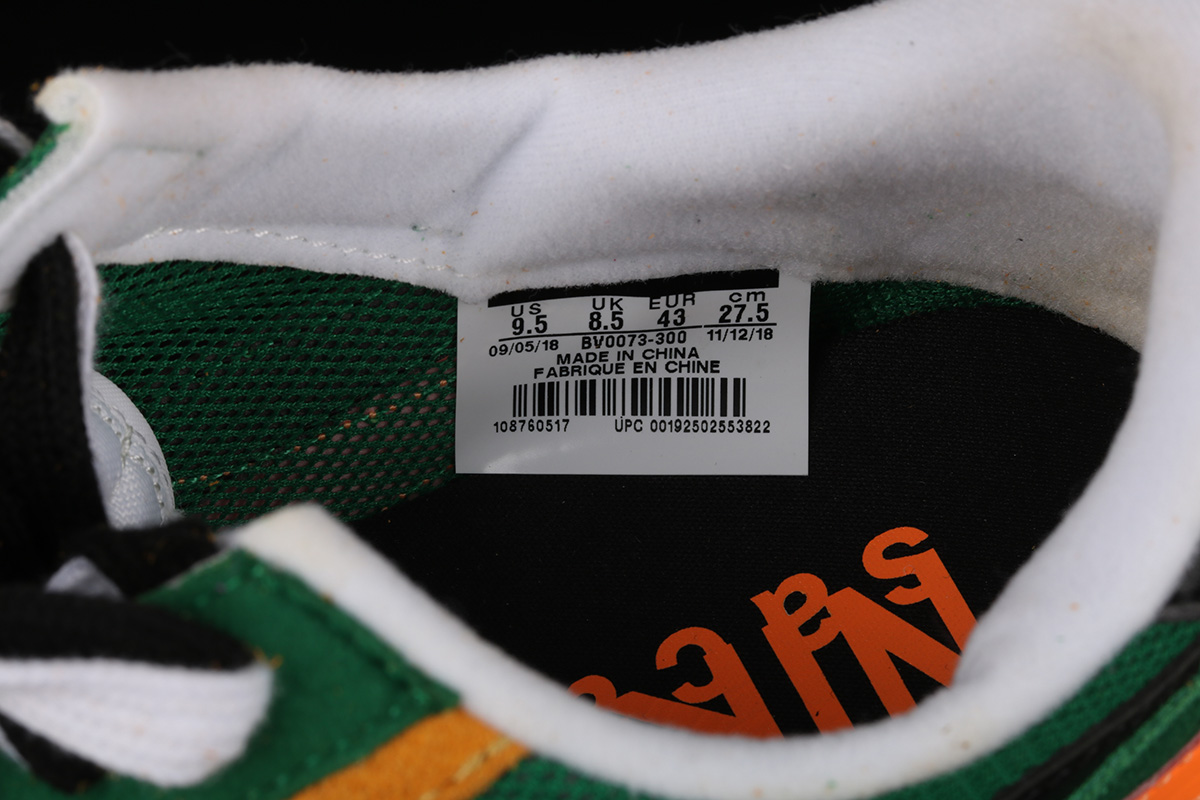 US UK EUR cm
9.5 8.5 43 27.5
09/05/18 BV0073-300 11/12/18
MADE IN CHINA
FABRIQUE EN CHINE
108760517 UPC 00192502553822